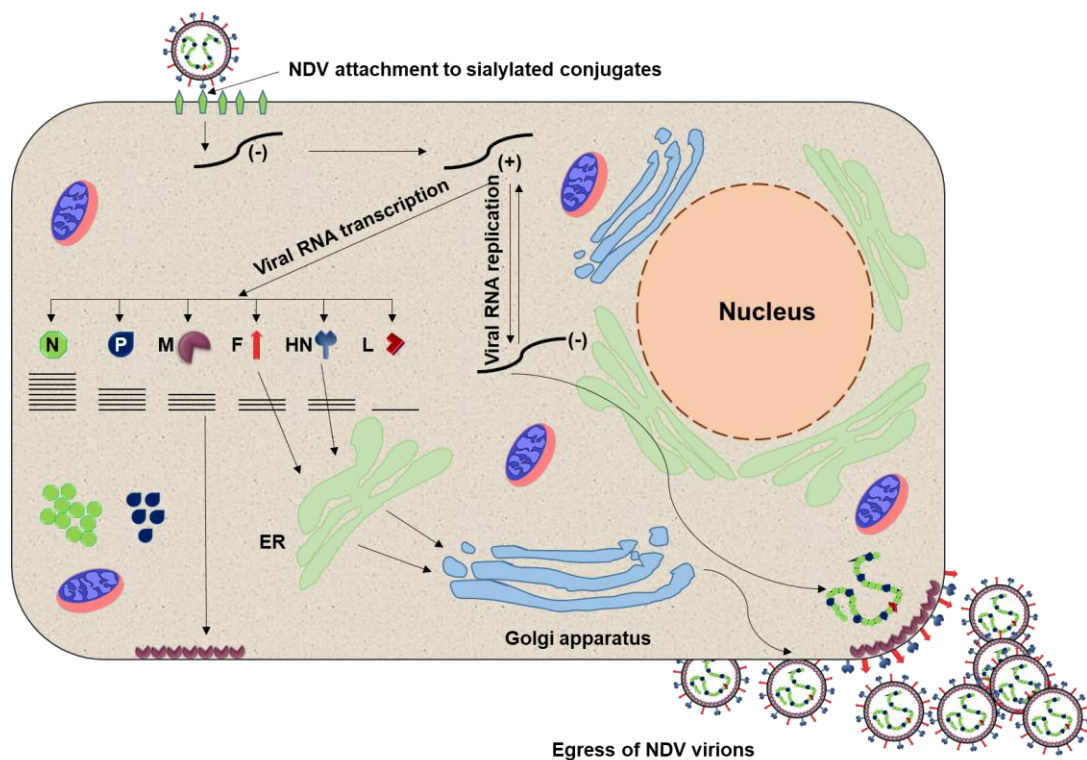 NDV attachment to sialylated conjugates
(-)
(+)
Viral RNA transcription
Viral RNA replication
Nucleus
N P M F HN L
(-)
ER
Golgi apparatus
Egress of NDV virions